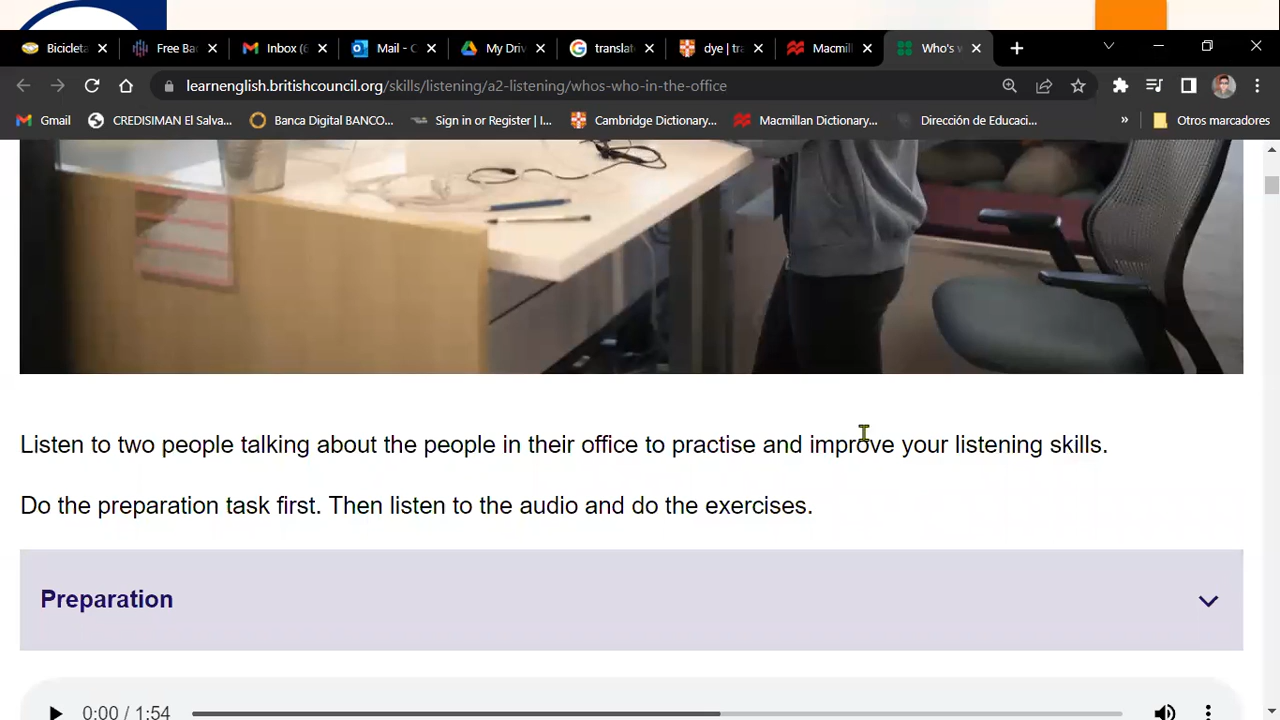 Bicicleta
Free Ba
Inbox (6
Mail - C
My Driv
translat
dye | tra
Macmill
Who's w
learnenglish.britishcouncil.org/skills/listening/a2-listening/whos-who-in-the-office
Gmail
CREDISIMAN El Salva...
Banca Digital BANCO...
Sign in or Register | I...
Cambridge Dictionary...
Macmillan Dictionary...
Dirección de Educaci...
»
Otros marcadores
Listen to two people talking about the people in their office to practise and improve your listening skills.
Do the preparation task first. Then listen to the audio and do the exercises.
Preparation
0:00 / 1:54